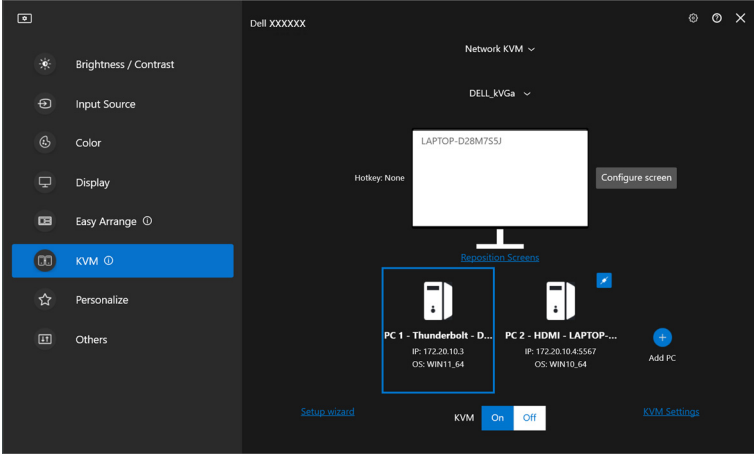 Dell XXXXXX
Brightness / Contrast
Input Source
Color
Display
Easy Arrange
KVM
Personalize
Others
Network KVM
DELL_kVGa
LAPTOP-D28M7S5J
Hotkey: None
Configure screen
Reposition Screens
PC 1 - Thunderbolt - D...
IP: 172.20.10.3
OS: WIN11_64
PC 2 - HDMI - LAPTOP-...
IP: 172.20.10.4:5567
OS: WIN10_64
Add PC
Setup wizard
KVM On Off
KVM Settings